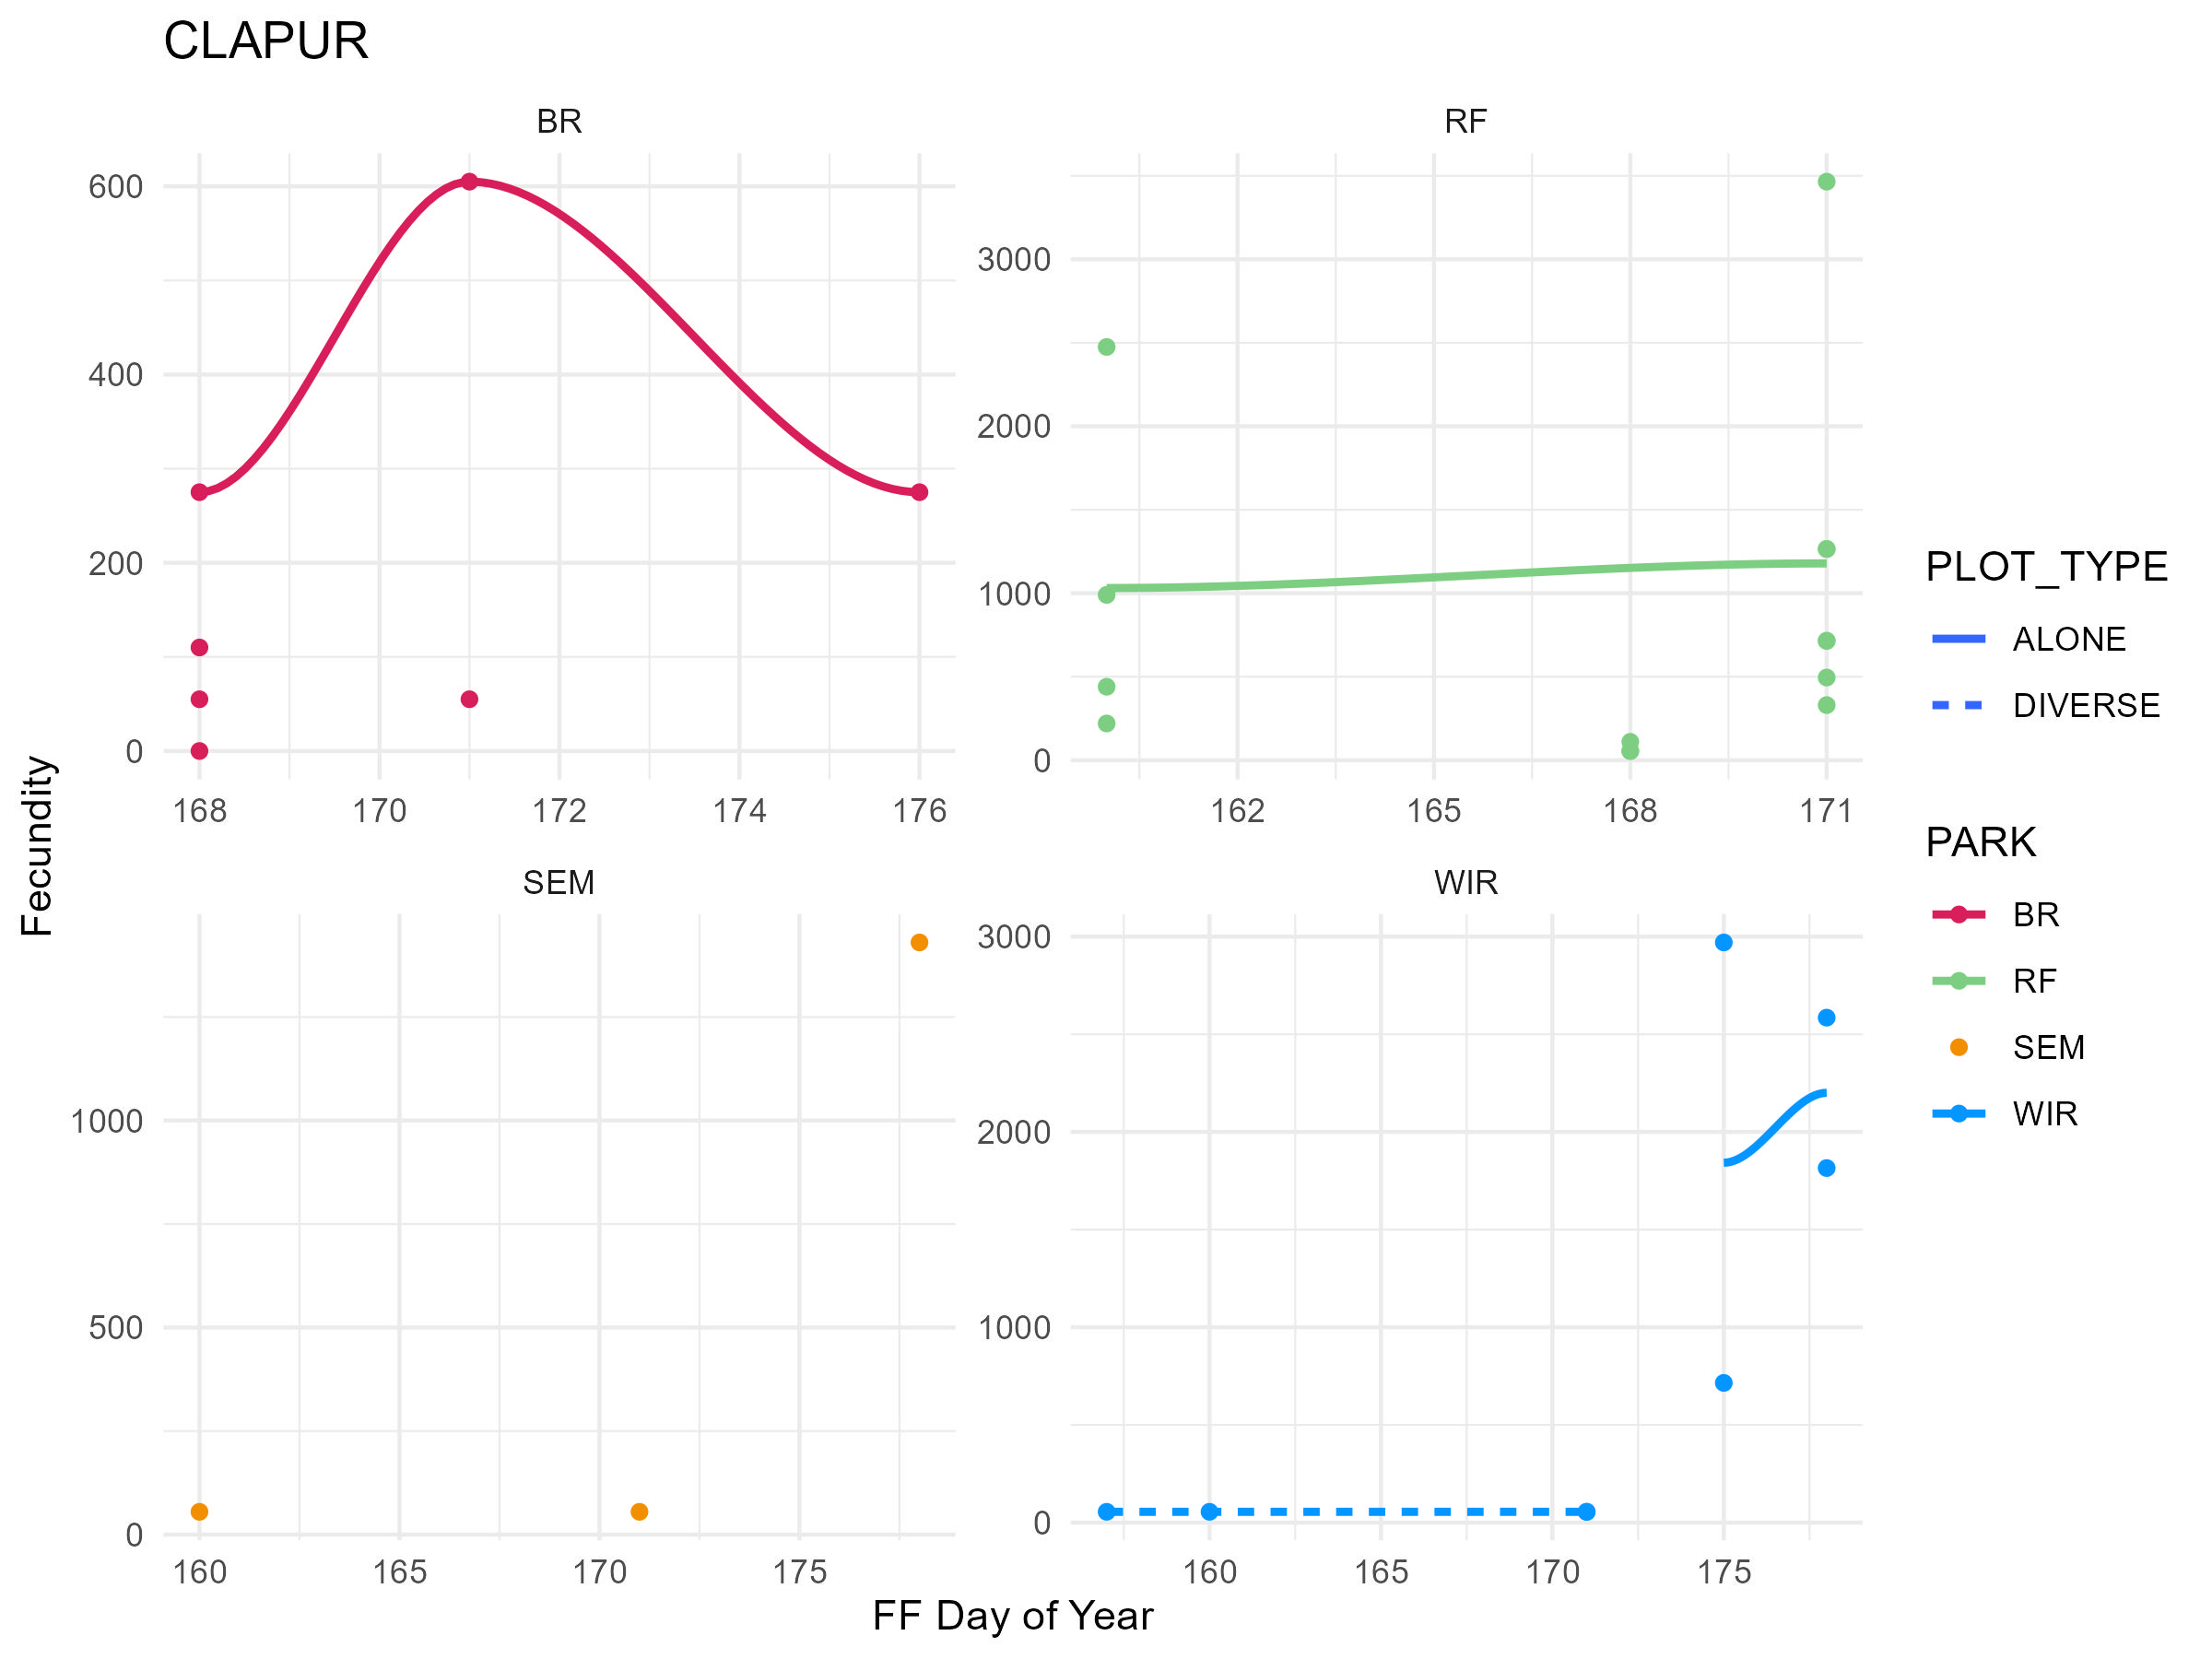 CLAPUR
BR
RF
600
400
200
0
168 170 172 174 176
3000
2000
1000
0
162 165 168 171
SEM
WIR
1000
500
0
160 165 170 175
3000
2000
1000
0
160 165 170 175
Fecundity
FF Day of Year
PLOT_TYPE
ALONE
DIVERSE
PARK
BR
RF
SEM
WIR